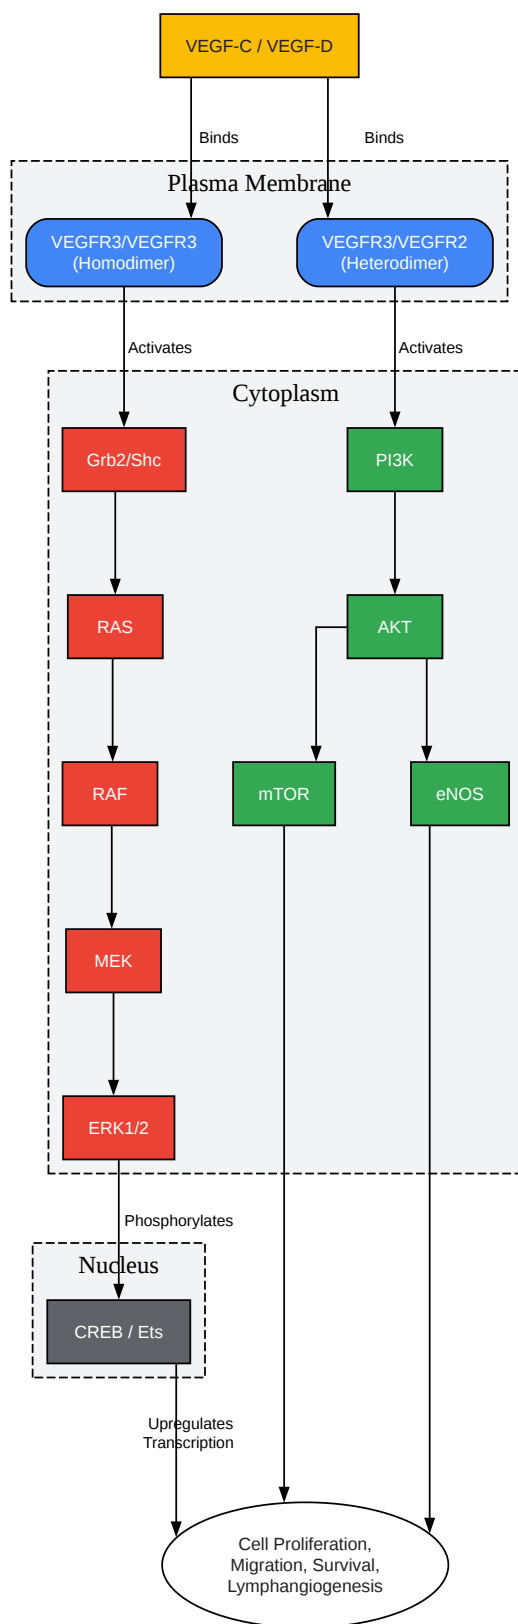 VEGF-C / VEGF-D
Binds
Binds
Plasma Membrane
VEGFR3/VEGFR3
(Homodimer)
VEGFR3/VEGFR2
(Heterodimer)
Activates
Activates
Cytoplasm
Grb2/Shc
PI3K
RAS
AKT
RAF
mTOR
eNOS
MEK
ERK1/2
Phosphorylates
Nucleus
CREB / Ets
Upregulates
Transcription
Cell Proliferation,
Migration, Survival,
Lymphangiogenesis